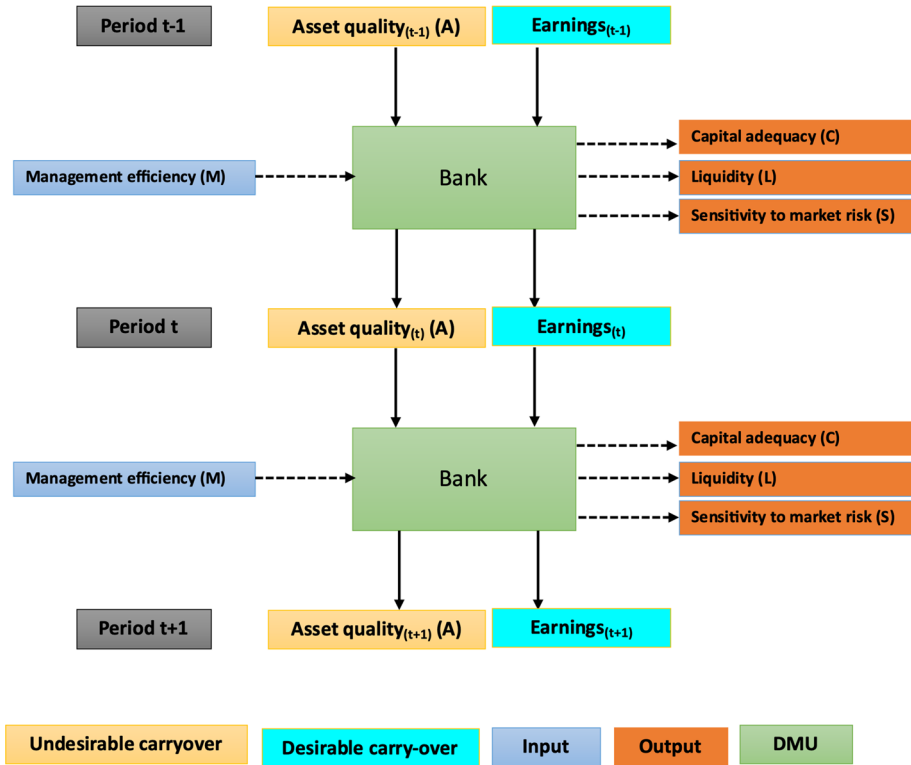 Period t-1
Asset quality(t-1) (A)
Earnings(t-1)
Capital adequacy (C)
Management efficiency (M)
Bank
Liquidity (L)
Sensitivity to market risk (S)
Period t
Asset quality(t) (A)
Earnings(t)
Capital adequacy (C)
Management efficiency (M)
Bank
Liquidity (L)
Sensitivity to market risk (S)
Period t+1
Asset quality(t+1) (A)
Earnings(t+1)
Undesirable carryover
Desirable carry-over
Input
Output
DMU